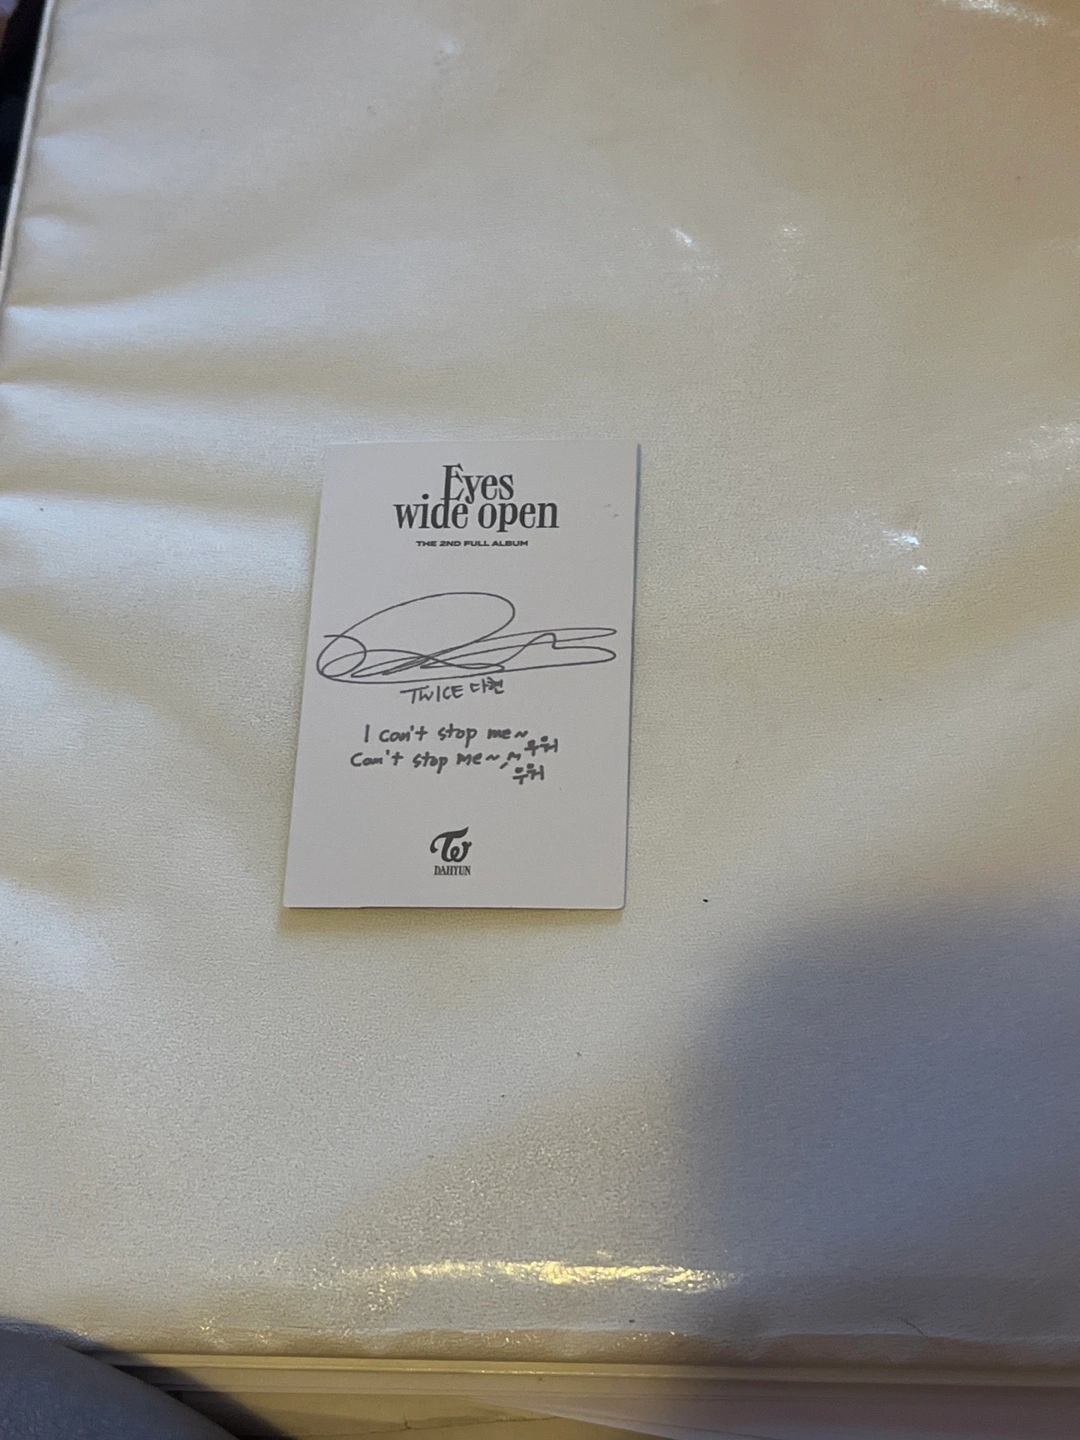 Eyes
wide open
THE 2ND FULL ALBUM
TWICE 다현
I can't stop me~
우워
Can't stop me~
우워
TW
DAHYUN